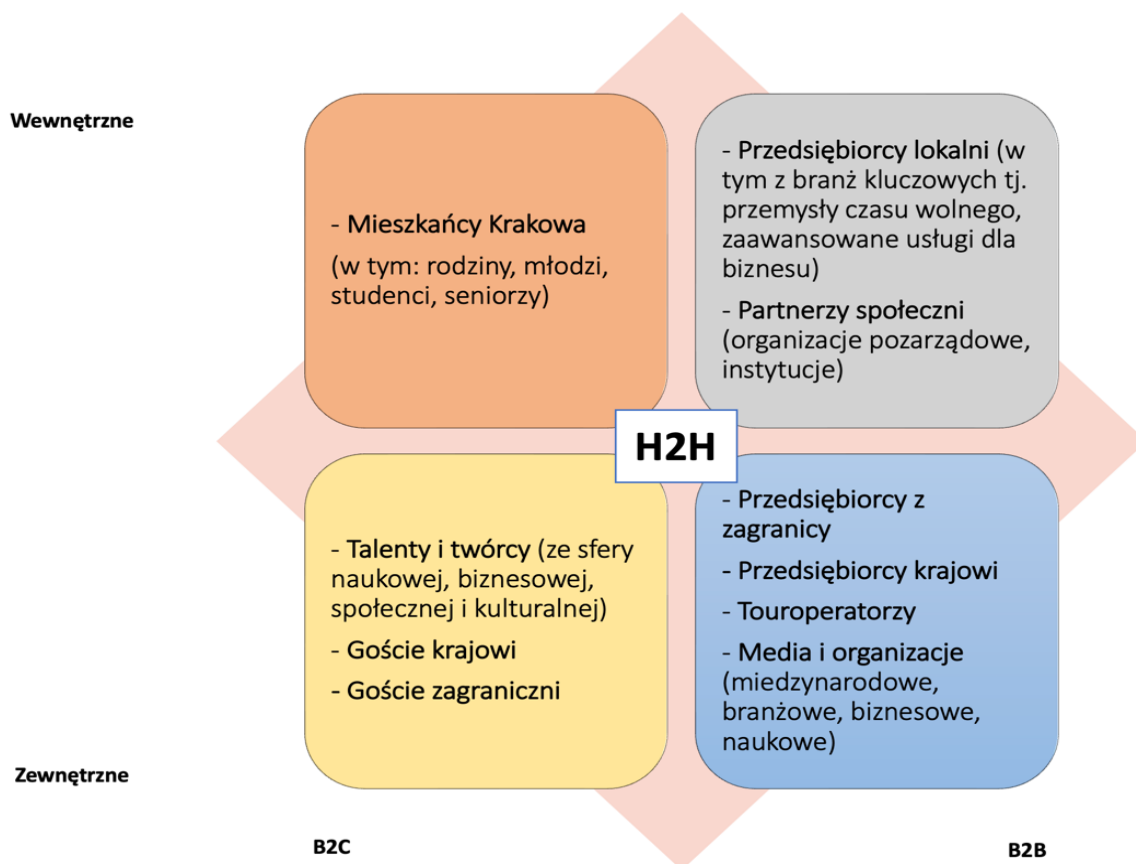 Wewnętrzne
- Mieszkańcy Krakowa
(w tym: rodziny, młodzi,
studenci, seniorzy)
- Przedsiębiorcy lokalni (w
tym z branż kluczowych tj.
przemysły czasu wolnego,
zaawansowane usługi dla
biznesu)
- Partnerzy społeczni
(organizacje pozarządowe,
instytucje)
H2H
- Talenty i twórcy (ze sfery
naukowej, biznesowej,
społecznej i kulturalnej)
- Goście krajowi
- Goście zagraniczni
- Przedsiębiorcy z
zagranicy
- Przedsiębiorcy krajowi
- Touroperatorzy
- Media i organizacje
(miedzynarodowe,
branżowe, biznesowe,
naukowe)
Zewnętrzne
B2C
B2B